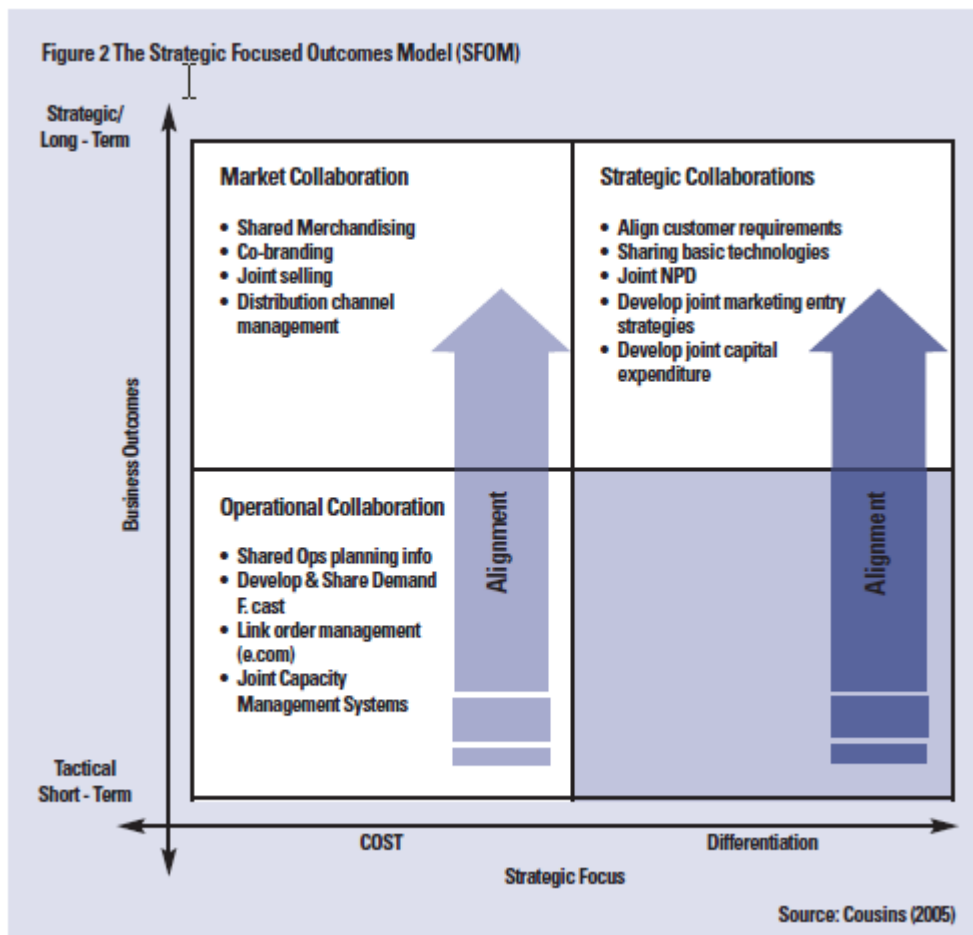 Figure 2 The Strategic Focused Outcomes Model (SFOM)
Strategic/
Long - Term
Market Collaboration
• Shared Merchandising
• Co-branding
• Joint selling
• Distribution channel
management
Strategic Collaborations
• Align customer requirements
• Sharing basic technologies
• Joint NPD
• Develop joint marketing entry
strategies
• Develop joint capital
expenditure
Business Outcomes
Operational Collaboration
• Shared Ops planning info
• Develop & Share Demand
F. cast
• Link order management
(e.com)
• Joint Capacity
Management Systems
Alignment
Alignment
Tactical
Short - Term
COST
Differentiation
Strategic Focus
Source: Cousins (2005)